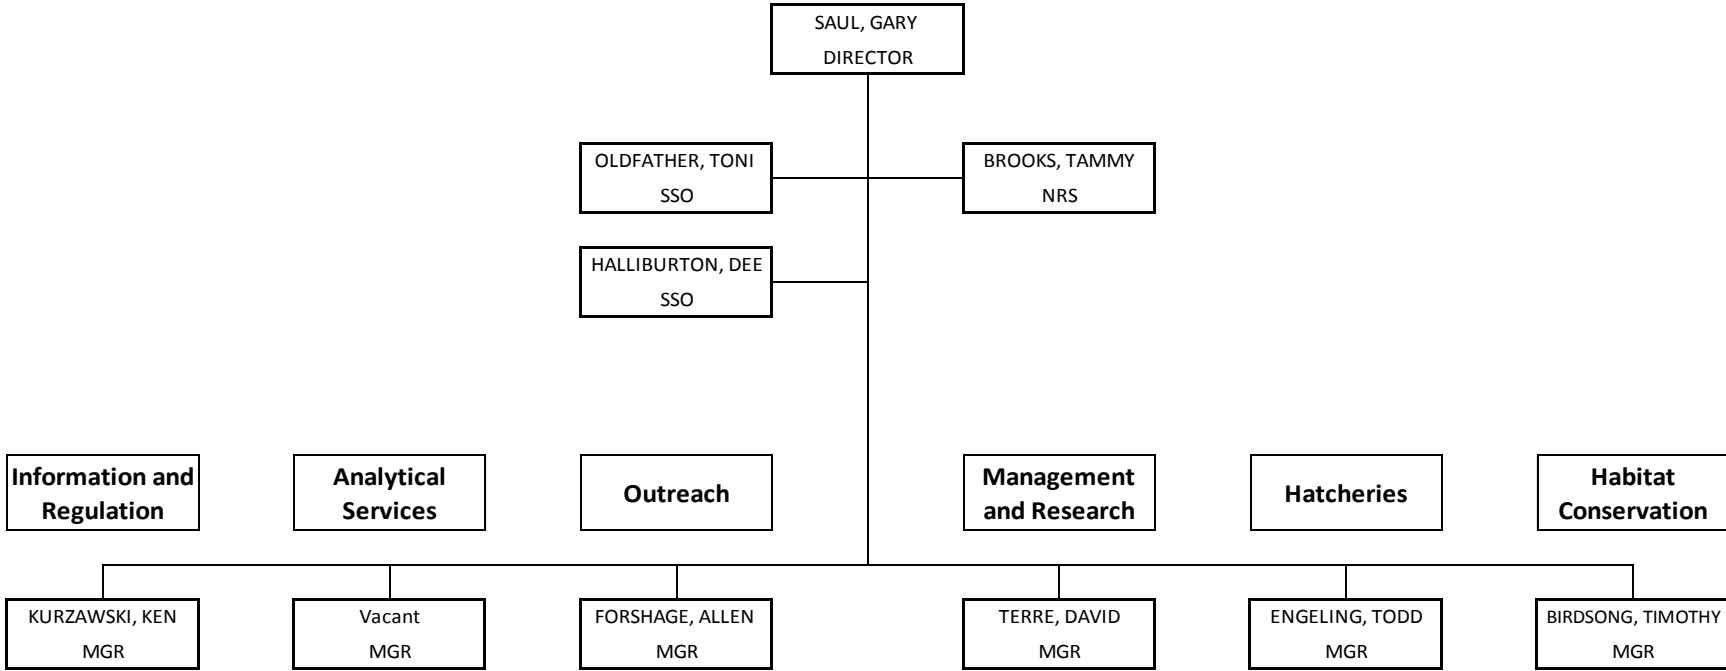 SAUL, GARY
DIRECTOR
OLDFATHER, TONI
SSO
BROOKS, TAMMY
NRS
HALLIBURTON, DEE
SSO
Information and
Regulation
Analytical
Services
Outreach
Management
and Research
Hatcheries
Habitat
Conservation
KURZAWSKI, KEN
MGR
Vacant
MGR
FORSHAGE, ALLEN
MGR
TERRE, DAVID
MGR
ENGELING, TODD
MGR
BIRDSONG, TIMOTHY
MGR